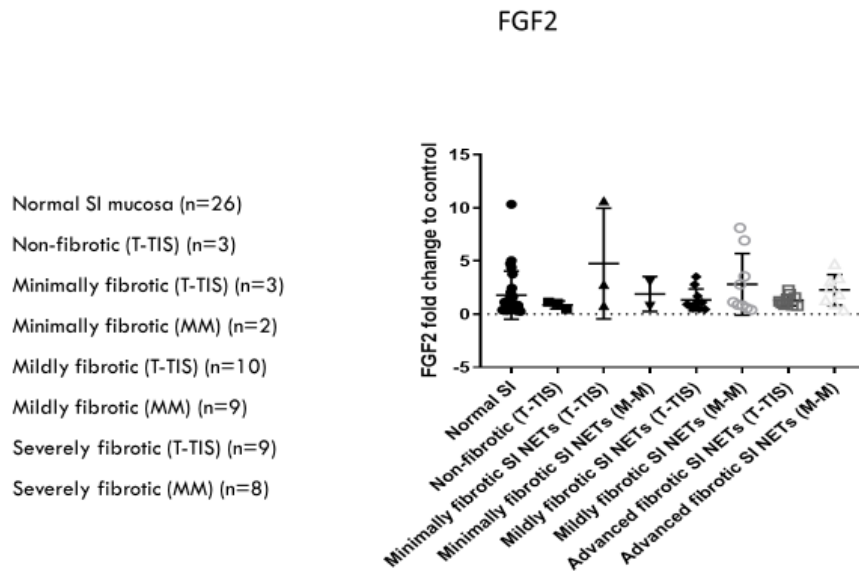 FGF2
Normal SI mucosa (n=26)
Non-fibrotic (T-TIS) (n=3)
Minimally fibrotic (T-TIS) (n=3)
Minimally fibrotic (MM) (n=2)
Mildly fibrotic (T-TIS) (n=10)
Mildly fibrotic (MM) (n=9)
Severely fibrotic (T-TIS) (n=9)
Severely fibrotic (MM) (n=8)
FGF2 fold change to control
15
10
5
0
-5
Normal SI
Non-fibrotic (T-TIS)
Minimally fibrotic SI NETs (T-TIS)
Minimally fibrotic SI NETs (M-M)
Mildly fibrotic SI NETs (T-TIS)
Mildly fibrotic SI NETs (M-M)
Advanced fibrotic SI NETs (T-TIS)
Advanced fibrotic SI NETs (M-M)